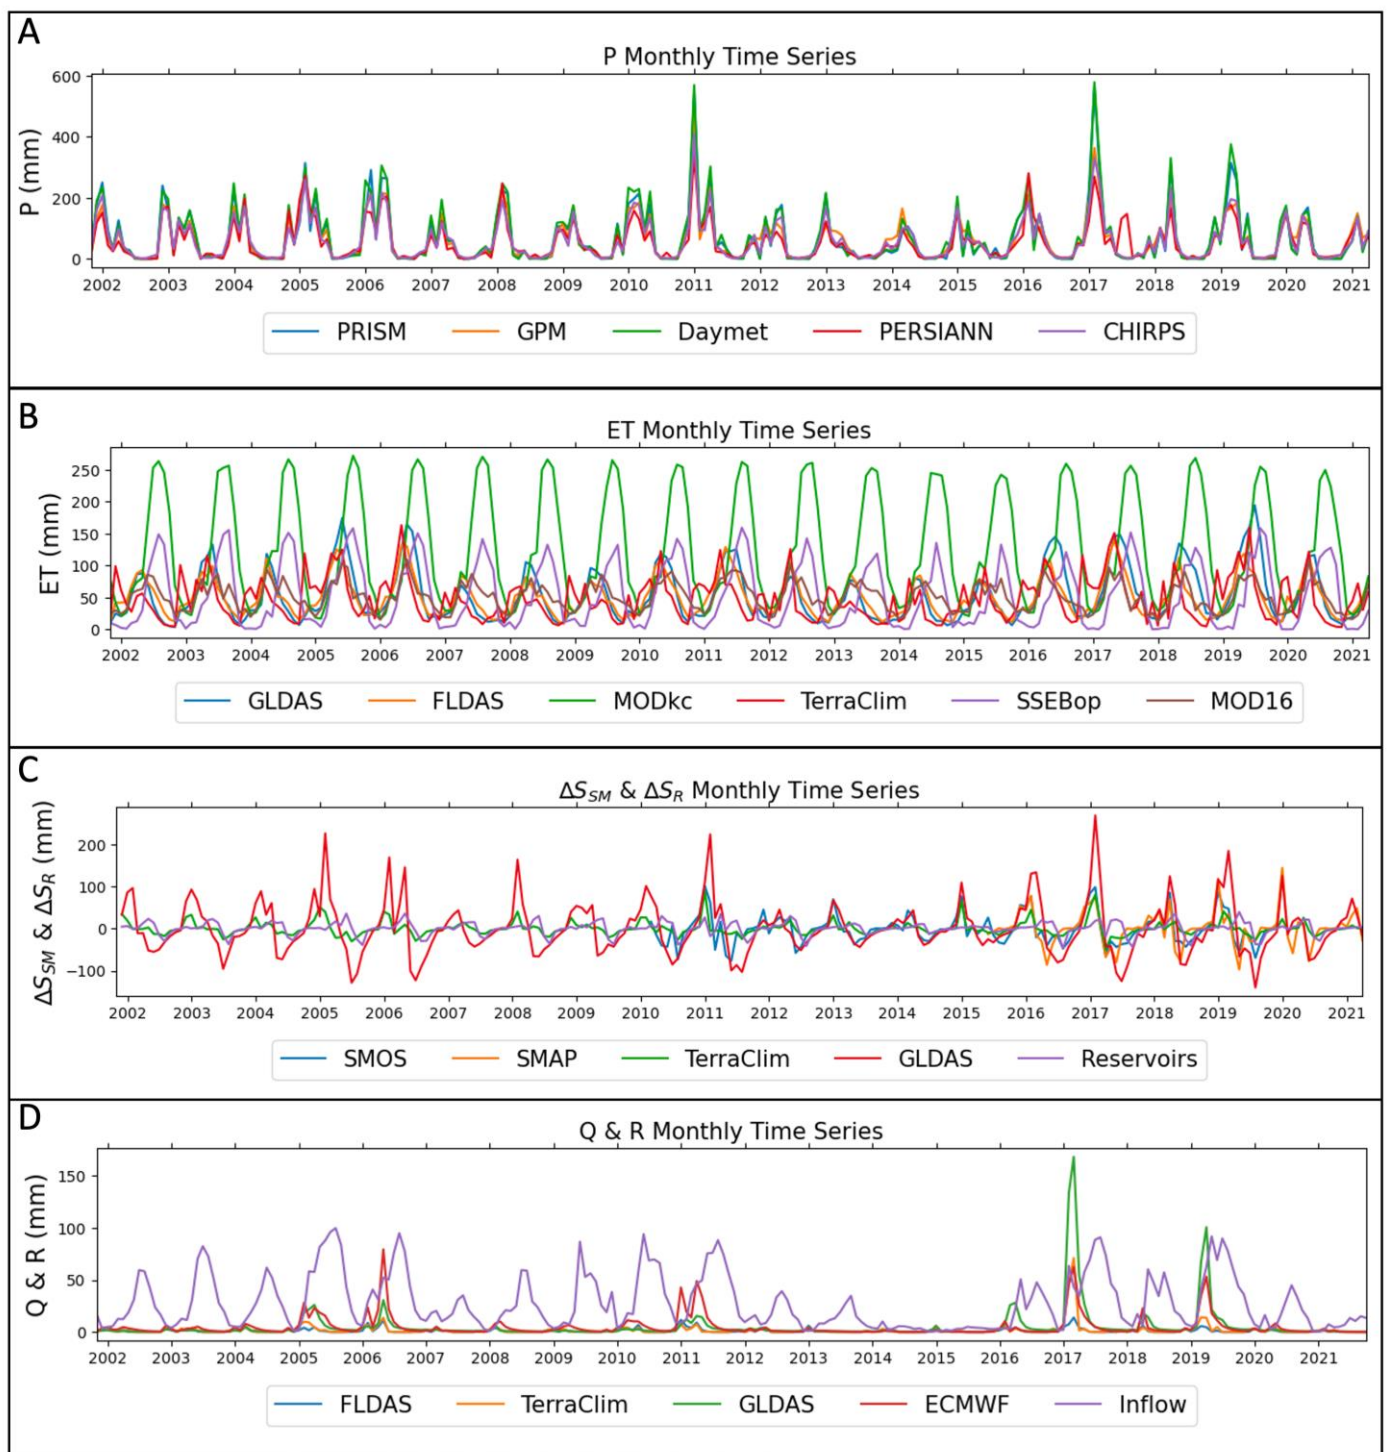 A
P Monthly Time Series
P (mm)
600
400
200
0
2002 2003 2004 2005 2006 2007 2008 2009 2010 2011 2012 2013 2014 2015 2016 2017 2018 2019 2020 2021
PRISM GPM Daymet PERSIANN CHIRPS
B
ET Monthly Time Series
ET (mm)
250
200
150
100
50
0
2002 2003 2004 2005 2006 2007 2008 2009 2010 2011 2012 2013 2014 2015 2016 2017 2018 2019 2020 2021
GLDAS FLDAS MODkc TerraClim SSEBop MOD16
C
ΔS_SM & ΔS_R Monthly Time Series
ΔS_SM & ΔS_R (mm)
200
100
0
−100
2002 2003 2004 2005 2006 2007 2008 2009 2010 2011 2012 2013 2014 2015 2016 2017 2018 2019 2020 2021
SMOS SMAP TerraClim GLDAS Reservoirs
D
Q & R Monthly Time Series
Q & R (mm)
150
100
50
0
2002 2003 2004 2005 2006 2007 2008 2009 2010 2011 2012 2013 2014 2015 2016 2017 2018 2019 2020 2021
FLDAS TerraClim GLDAS ECMWF Inflow